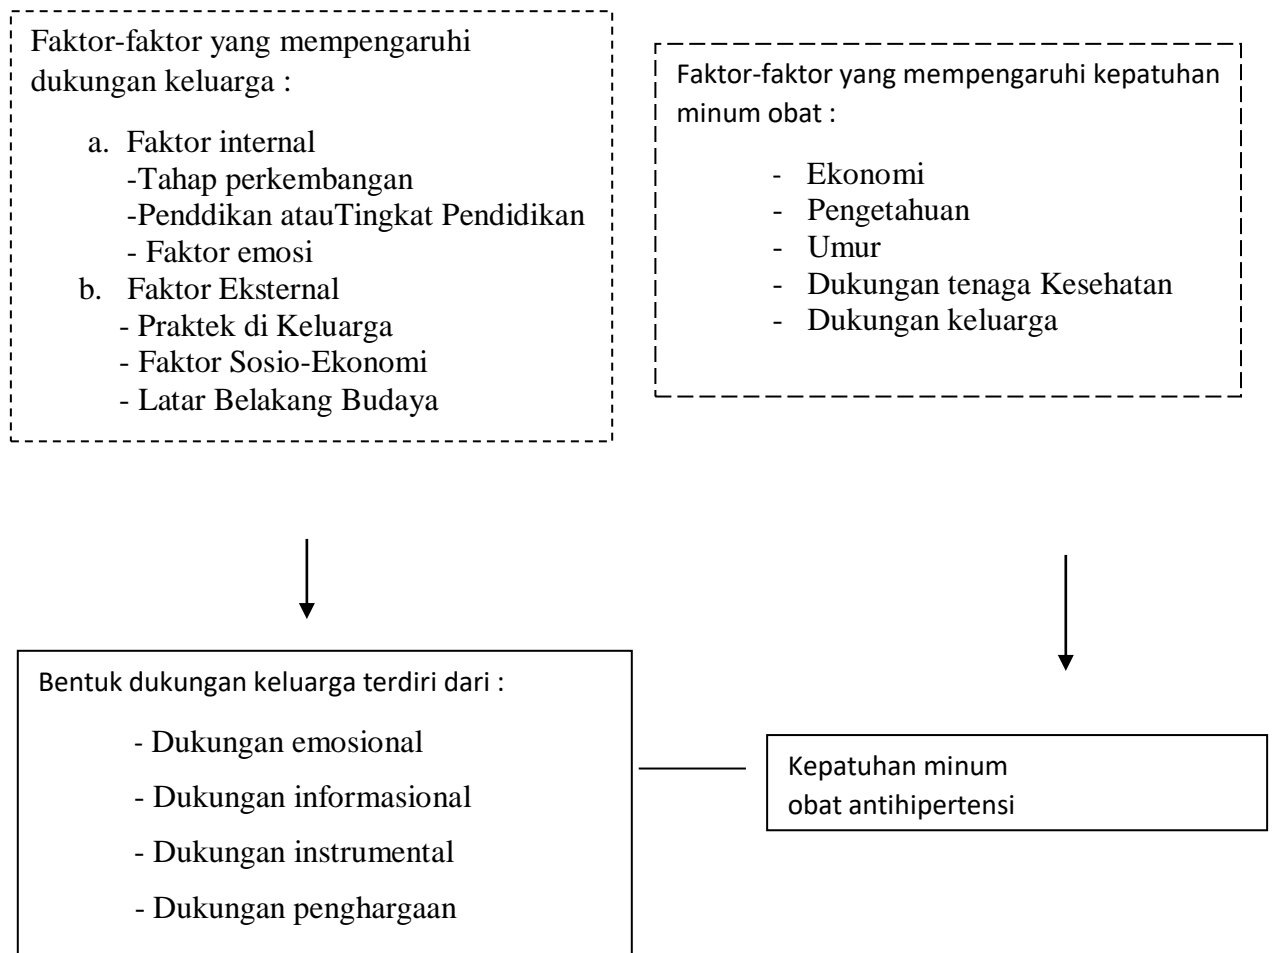 Faktor-faktor yang mempengaruhi
dukungan keluarga :
a. Faktor internal
-Tahap perkembangan
-Penddikan atauTingkat Pendidikan
- Faktor emosi
b. Faktor Eksternal
- Praktek di Keluarga
- Faktor Sosio-Ekonomi
- Latar Belakang Budaya
Faktor-faktor yang mempengaruhi kepatuhan
minum obat :
- Ekonomi
- Pengetahuan
- Umur
- Dukungan tenaga Kesehatan
- Dukungan keluarga
Bentuk dukungan keluarga terdiri dari :
- Dukungan emosional
- Dukungan informasional
- Dukungan instrumental
- Dukungan penghargaan
Kepatuhan minum
obat antihipertensi